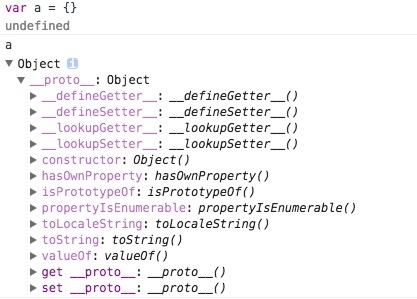 var a = {}
undefined
a
▼ Object i
▼ __proto__: Object
▶ __defineGetter__: __defineGetter__()
▶ __defineSetter__: __defineSetter__()
▶ __lookupGetter__: __lookupGetter__()
▶ __lookupSetter__: __lookupSetter__()
▶ constructor: Object()
▶ hasOwnProperty: hasOwnProperty()
▶ isPrototypeOf: isPrototypeOf()
▶ propertyIsEnumerable: propertyIsEnumerable()
▶ toLocaleString: toLocaleString()
▶ toString: toString()
▶ valueOf: valueOf()
▶ get __proto__: __proto__()
▶ set __proto__: __proto__()